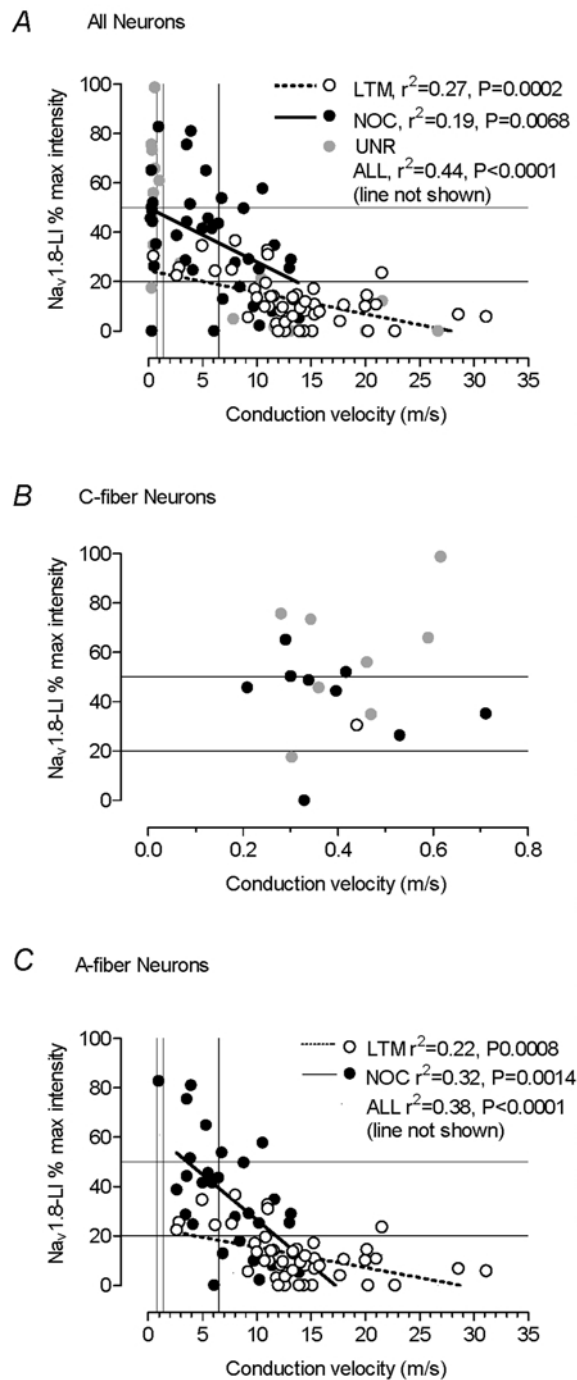 A All Neurons
Na_v1.8-LI % max intensity
100
80
60
40
20
0
LTM, r²=0.27, P=0.0002
NOC, r²=0.19, P=0.0068
UNR
ALL, r²=0.44, P<0.0001
(line not shown)
0 5 10 15 20 25 30 35
Conduction velocity (m/s)
B C-fiber Neurons
Na_v1.8-LI % max intensity
100
80
60
40
20
0
0.0 0.2 0.4 0.6 0.8
Conduction velocity (m/s)
C A-fiber Neurons
Na_v1.8-LI % max intensity
100
80
60
40
20
0
LTM r²=0.22, P0.0008
NOC r²=0.32, P=0.0014
ALL r²=0.38, P<0.0001
(line not shown)
0 5 10 15 20 25 30 35
Conduction velocity (m/s)